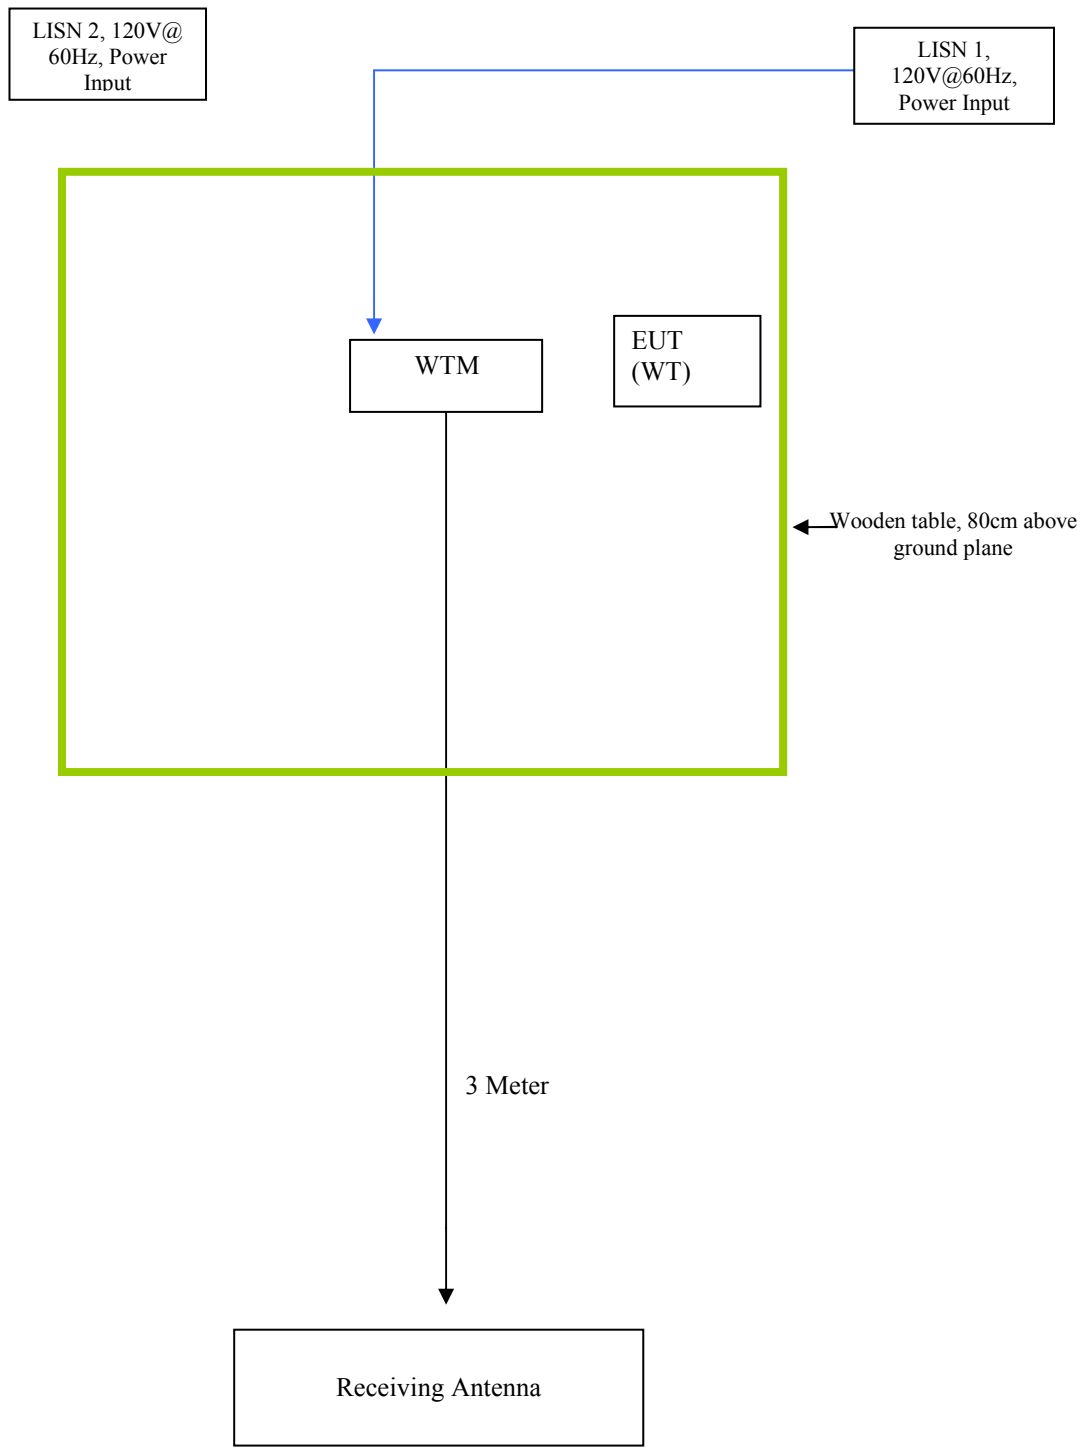 LISN 2, 120V@
60Hz, Power
Input
LISN 1,
120V@60Hz,
Power Input
WTM
EUT
(WT)
Wooden table, 80cm above
ground plane
3 Meter
Receiving Antenna